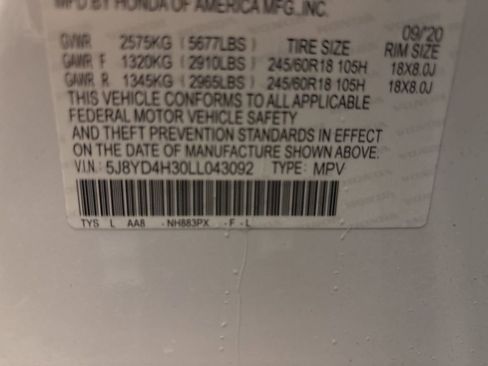 MFD BY HONDA OF AMERICA MFG.,INC.
09/'20
GVWR 2575KG (5677LBS) TIRE SIZE RIM SIZE
GAWR F 1320KG (2910LBS) 245/60R18 105H 18X8.0J
GAWR R 1345KG (2965LBS) 245/60R18 105H 18X8.0J
THIS VEHICLE CONFORMS TO ALL APPLICABLE
FEDERAL MOTOR VEHICLE SAFETY
AND THEFT PREVENTION STANDARDS IN EFFECT
ON THE DATE OF MANUFACTURE SHOWN ABOVE.
V.I.N.: 5J8YD4H30LL043092 TYPE: MPV
TYS L AA8 -NH883PX -F -L